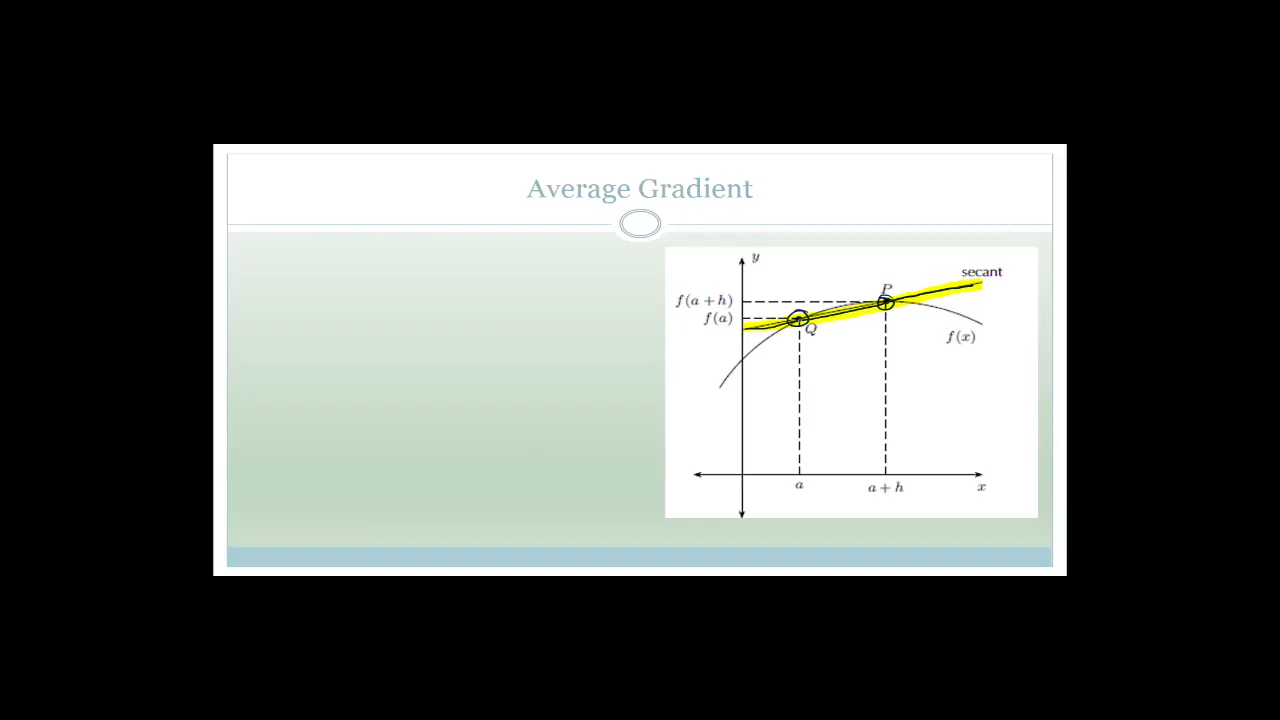 Average Gradient
y
secant
P
f(a + h)
f(a)
Q
f(x)
a
a + h
x